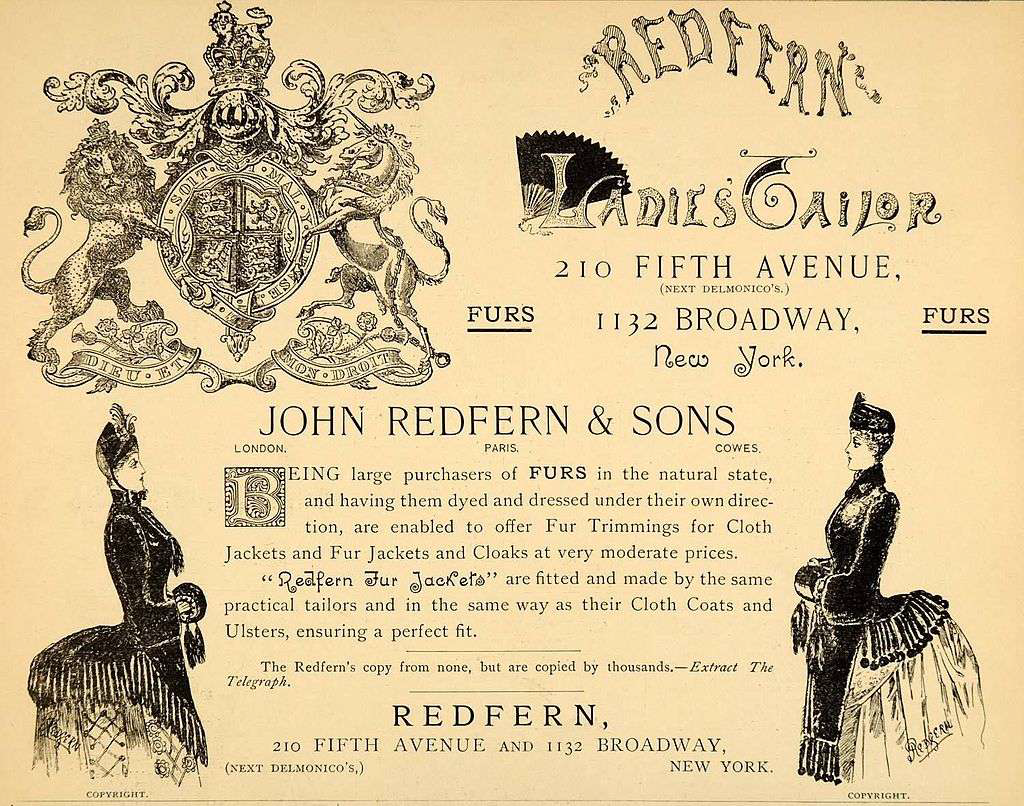 REDFERN
LADIES' TAILOR
210 FIFTH AVENUE,
(NEXT DELMONICO'S.)
FURS
1132 BROADWAY,
FURS
New York.
HONI SOIT QUI MAL Y PENSE
DIEU · ET MON · DROIT
JOHN REDFERN & SONS
LONDON. PARIS. COWES.
BEING large purchasers of FURS in the natural state,
and having them dyed and dressed under their own direc-
tion, are enabled to offer Fur Trimmings for Cloth
Jackets and Fur Jackets and Cloaks at very moderate prices.
"Redfern Fur Jackets" are fitted and made by the same
practical tailors and in the same way as their Cloth Coats and
Ulsters, ensuring a perfect fit.
The Redfern's copy from none, but are copied by thousands.—Extract The
Telegraph.
REDFERN,
210 FIFTH AVENUE AND 1132 BROADWAY,
(NEXT DELMONICO'S,) NEW YORK.
Redfern
REDFERN
COPYRIGHT.
COPYRIGHT.